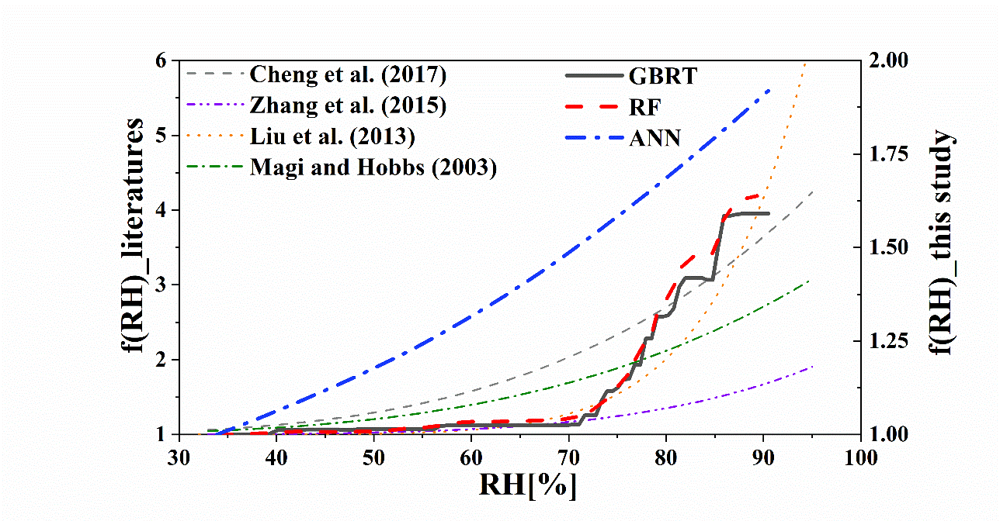 6
5
4
3
2
1
f(RH)_literatures
Cheng et al. (2017)
Zhang et al. (2015)
Liu et al. (2013)
Magi and Hobbs (2003)
GBRT
RF
ANN
2.00
1.75
1.50
1.25
1.00
f(RH)_this study
30 40 50 60 70 80 90 100
RH[%]